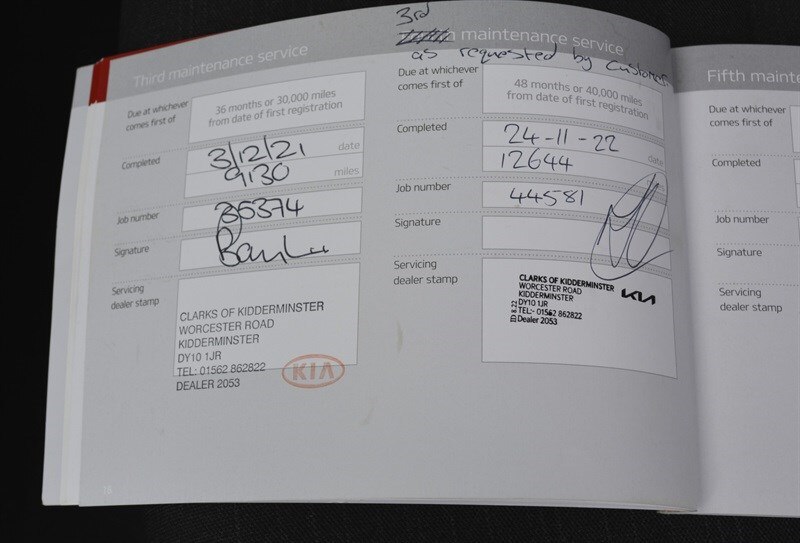 Third maintenance service
Due at whichever
comes first of
36 months or 30,000 miles
from date of first registration
Completed
3/12/21 date
9130 miles
Job number
36374
Signature
Servicing
dealer stamp
CLARKS OF KIDDERMINSTER
WORCESTER ROAD
KIDDERMINSTER
DY10 1JR
TEL: 01562 862822
DEALER 2053
KIA
3rd
maintenance service
as requested by customer
Due at whichever
comes first of
48 months or 40,000 miles
from date of first registration
Completed
24-11-22
date
12644
Job number
44581
Signature
Servicing
dealer stamp
CLARKS OF KIDDERMINSTER
WORCESTER ROAD
KIDDERMINSTER
DY10 1JR
TEL:- 01562 862822
Dealer 2053
KIA
Fifth mainte
Due at whichever
comes first of
Completed
Job number
Signature
Servicing
dealer stamp